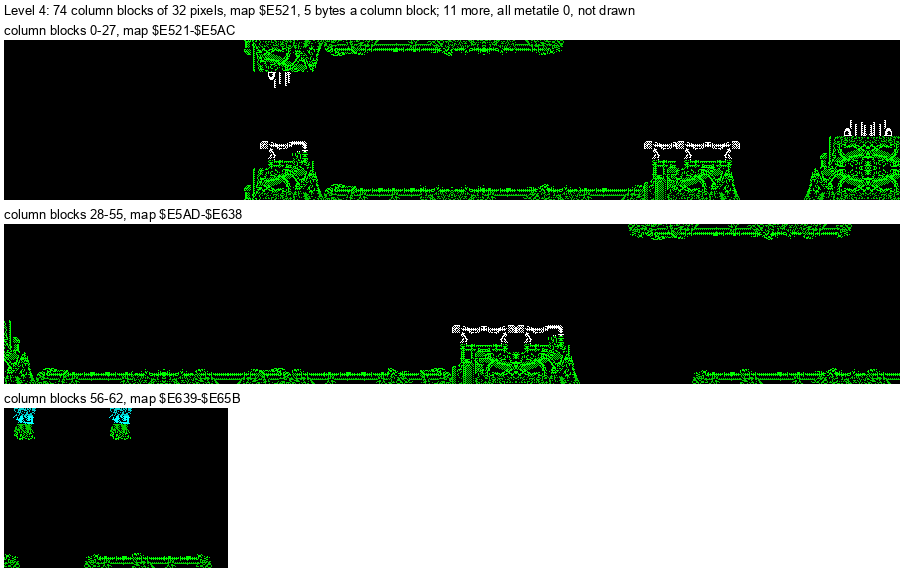 Level 4: 74 column blocks of 32 pixels, map $E521, 5 bytes a column block; 11 more, all metatile 0, not drawn
column blocks 0-27, map $E521-$E5AC
column blocks 28-55, map $E5AD-$E638
column blocks 56-62, map $E639-$E65B